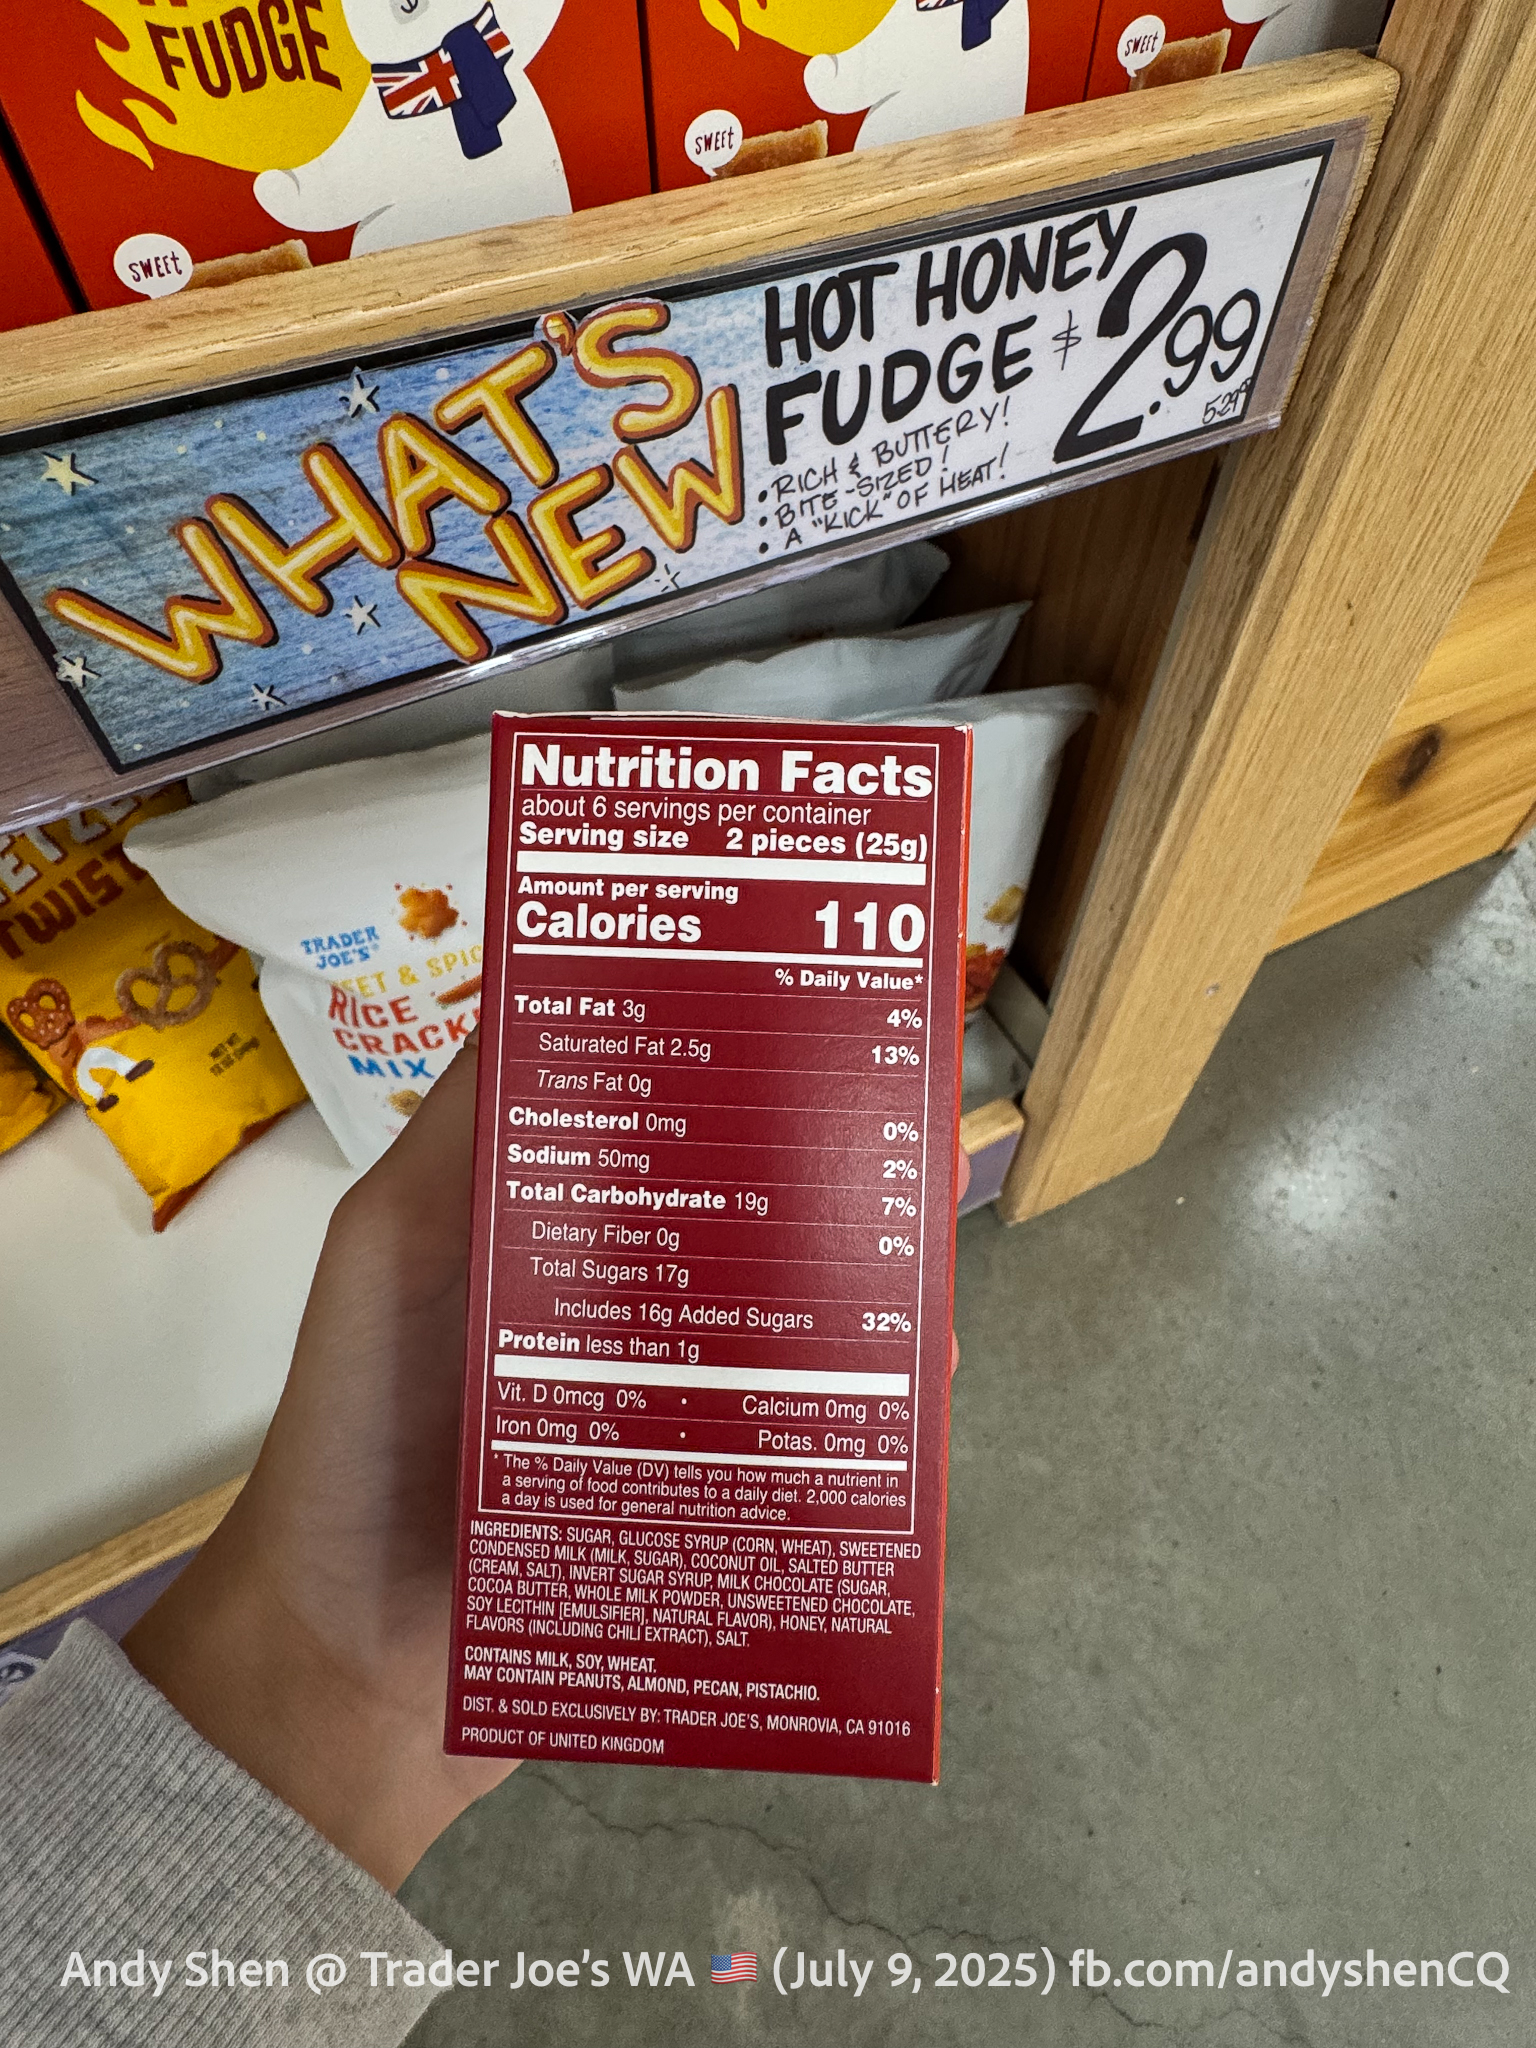 FUDGE
SWEET
SWEET
SWEET
WHAT'S
NEW
HOT HONEY
FUDGE $2.99
• RICH & BUTTERY!
• BITE-SIZED!
• A "KICK" OF HEAT!
TWIST
TRADER
JOE'S
& SPIC
RICE
CRACK
MIX
Nutrition Facts
about 6 servings per container
Serving size 2 pieces (25g)
Amount per serving
Calories 110
% Daily Value*
Total Fat 3g 4%
Saturated Fat 2.5g 13%
Trans Fat 0g
Cholesterol 0mg 0%
Sodium 50mg 2%
Total Carbohydrate 19g 7%
Dietary Fiber 0g 0%
Total Sugars 17g
Includes 16g Added Sugars 32%
Protein less than 1g
Vit. D 0mcg 0% • Calcium 0mg 0%
Iron 0mg 0% • Potas. 0mg 0%
* The % Daily Value (DV) tells you how much a nutrient in
a serving of food contributes to a daily diet. 2,000 calories
a day is used for general nutrition advice.
INGREDIENTS: SUGAR, GLUCOSE SYRUP (CORN, WHEAT), SWEETENED
CONDENSED MILK (MILK, SUGAR), COCONUT OIL, SALTED BUTTER
(CREAM, SALT), INVERT SUGAR SYRUP, MILK CHOCOLATE (SUGAR,
COCOA BUTTER, WHOLE MILK POWDER, UNSWEETENED CHOCOLATE,
SOY LECITHIN [EMULSIFIER], NATURAL FLAVOR), HONEY, NATURAL
FLAVORS (INCLUDING CHILI EXTRACT), SALT.
CONTAINS MILK, SOY, WHEAT.
MAY CONTAIN PEANUTS, ALMOND, PECAN, PISTACHIO.
DIST. & SOLD EXCLUSIVELY BY: TRADER JOE'S, MONROVIA, CA 91016
PRODUCT OF UNITED KINGDOM
Andy Shen @ Trader Joe's WA 🇺🇸 (July 9, 2025) fb.com/andyshenCQ